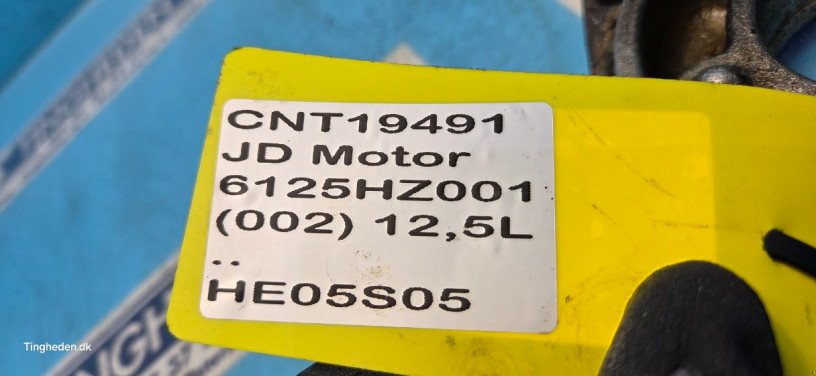 CNT19491
JD Motor
6125HZ001
(002) 12,5L
..
HE05S05
Tingheden.dk